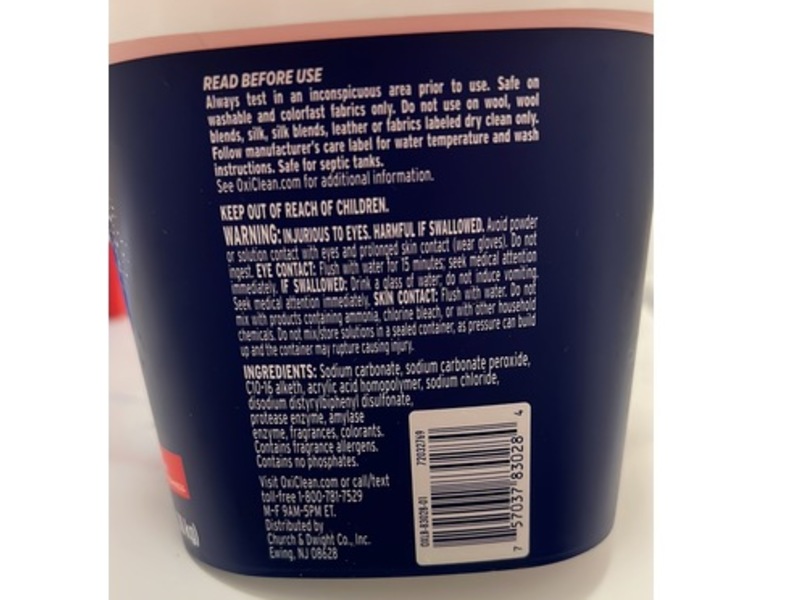 READ BEFORE USE
Always test in an inconspicuous area prior to use. Safe on
washable and colorfast fabrics only. Do not use on wool, wool
blends, silk, silk blends, leather or fabrics labeled dry clean only.
Follow manufacturer's care label for water temperature and wash
instructions. Safe for septic tanks.
See OxiClean.com for additional information.
KEEP OUT OF REACH OF CHILDREN.
WARNING: INJURIOUS TO EYES. HARMFUL IF SWALLOWED. Avoid powder
or solution contact with eyes and prolonged skin contact (wear gloves). Do not
ingest. EYE CONTACT: Flush with water for 15 minutes; seek medical attention
immediately. IF SWALLOWED: Drink a glass of water; do not induce vomiting.
Seek medical attention immediately. SKIN CONTACT: Flush with water. Do not
mix with products containing ammonia, chlorine bleach, or with other household
chemicals. Do not mix/store solutions in a sealed container, as pressure can build
up and the container may rupture causing injury.
INGREDIENTS: Sodium carbonate, sodium carbonate peroxide,
C10-16 alketh, acrylic acid homopolymer, sodium chloride,
disodium distyrylbiphenyl disulfonate,
protease enzyme, amylase
enzyme, fragrances, colorants.
Contains fragrance allergens.
Contains no phosphates.
Visit OxiClean.com or call/text
toll-free 1-800-781-7529
M-F 9AM-5PM ET.
Distributed by
Church & Dwight Co., Inc.
Ewing, NJ 08628
72032769
OXLB-83028-01
7 57037 83028 4
kg)